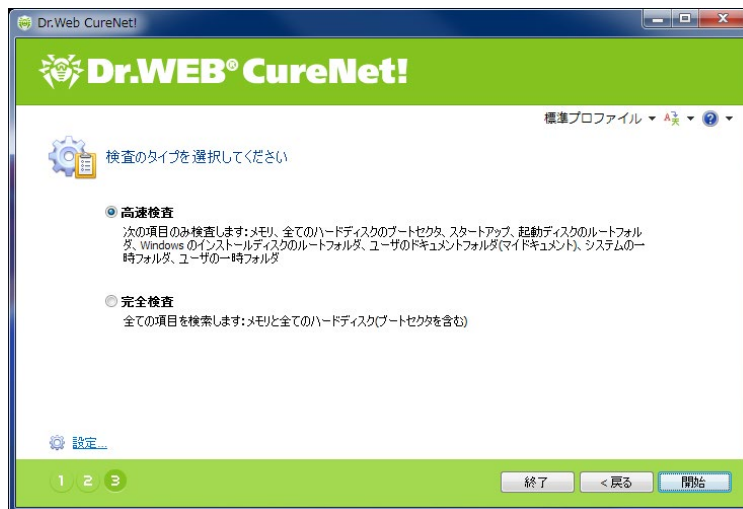 Dr.Web CureNet!
Dr.WEB® CureNet!
標準プロファイル
検査のタイプを選択してください
高速検査
次の項目のみ検査します:メモリ、全てのハードディスクのブートセクタ、スタートアップ、起動ディスクのルートフォル
ダ、Windows のインストールディスクのルートフォルダ、ユーザのドキュメントフォルダ(マイドキュメント)、システムの一
時フォルダ、ユーザの一時フォルダ
完全検査
全ての項目を検索します:メモリと全てのハードディスク(ブートセクタを含む)
設定...
1 2 3
終了 <戻る 開始